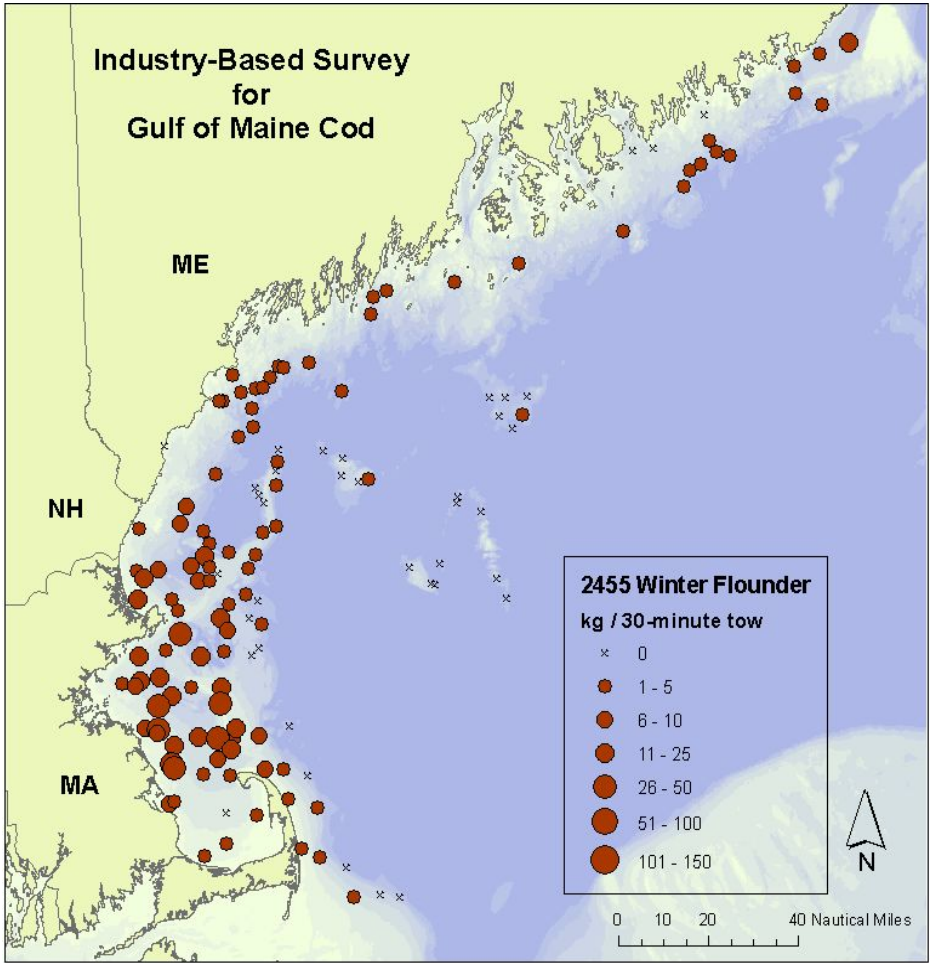 Industry-Based Survey
for
Gulf of Maine Cod
ME
NH
MA
2455 Winter Flounder
kg / 30-minute tow
0
1 - 5
6 - 10
11 - 25
26 - 50
51 - 100
101 - 150
N
0 10 20 40 Nautical Miles